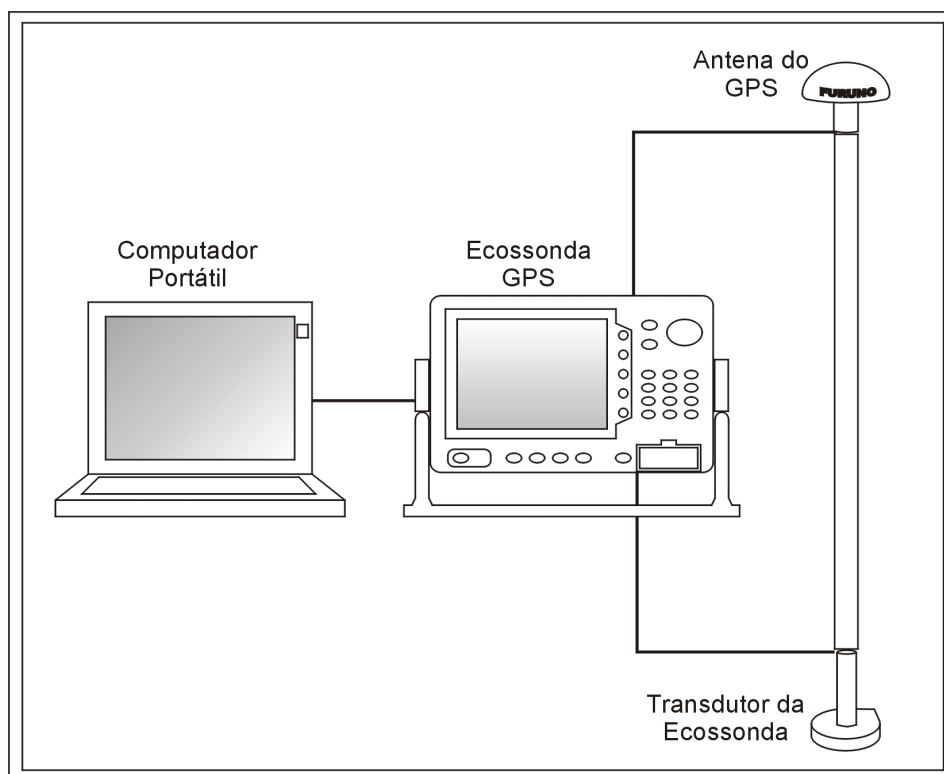 Antena do
GPS
FURUNO
Computador
Portátil
Ecossonda
GPS
Transdutor da
Ecossonda